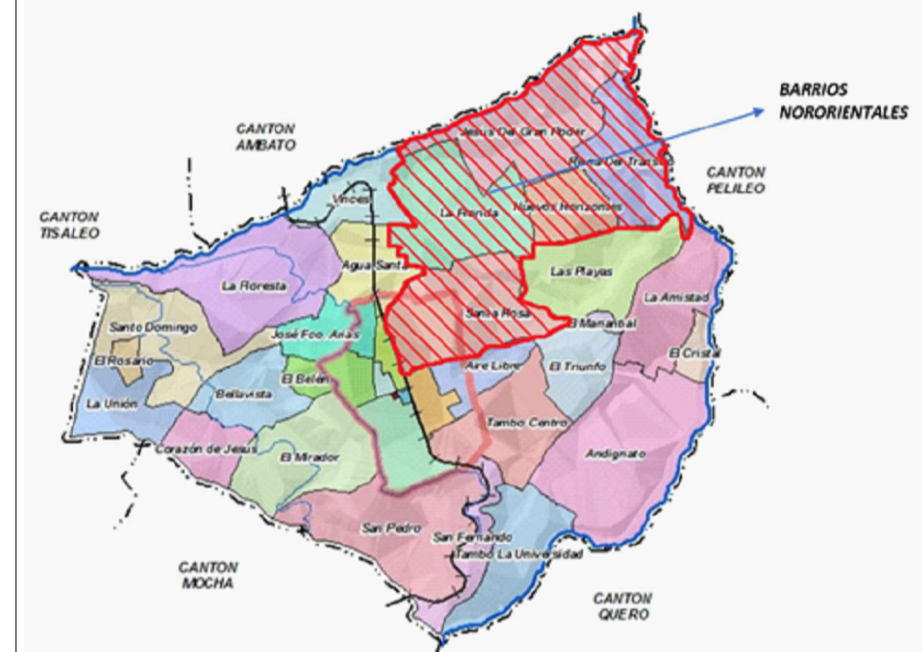 BARRIOS
NORORIENTALES
CANTON
AMBATO
Jesús Del Gran Poder
Reina Del Transito
CANTON
PELILEO
Vinces
La Florida
Nuevos Horizontes
CANTON
TISALEO
Agua Santa
Las Playas
La Floresta
La Amistad
Santo Domingo
Santa Rosa
José Fco. Arias
El Manantial
El Rosario
El Cristal
El Belén
Aire Libre
El Triunfo
Bellavista
La Unión
Tambo Centro
Corazón de Jesus
El Mirador
Andignato
San Pedro
San Fernando
Tambo La Universidad
CANTON
MOCHA
CANTON
QUERO